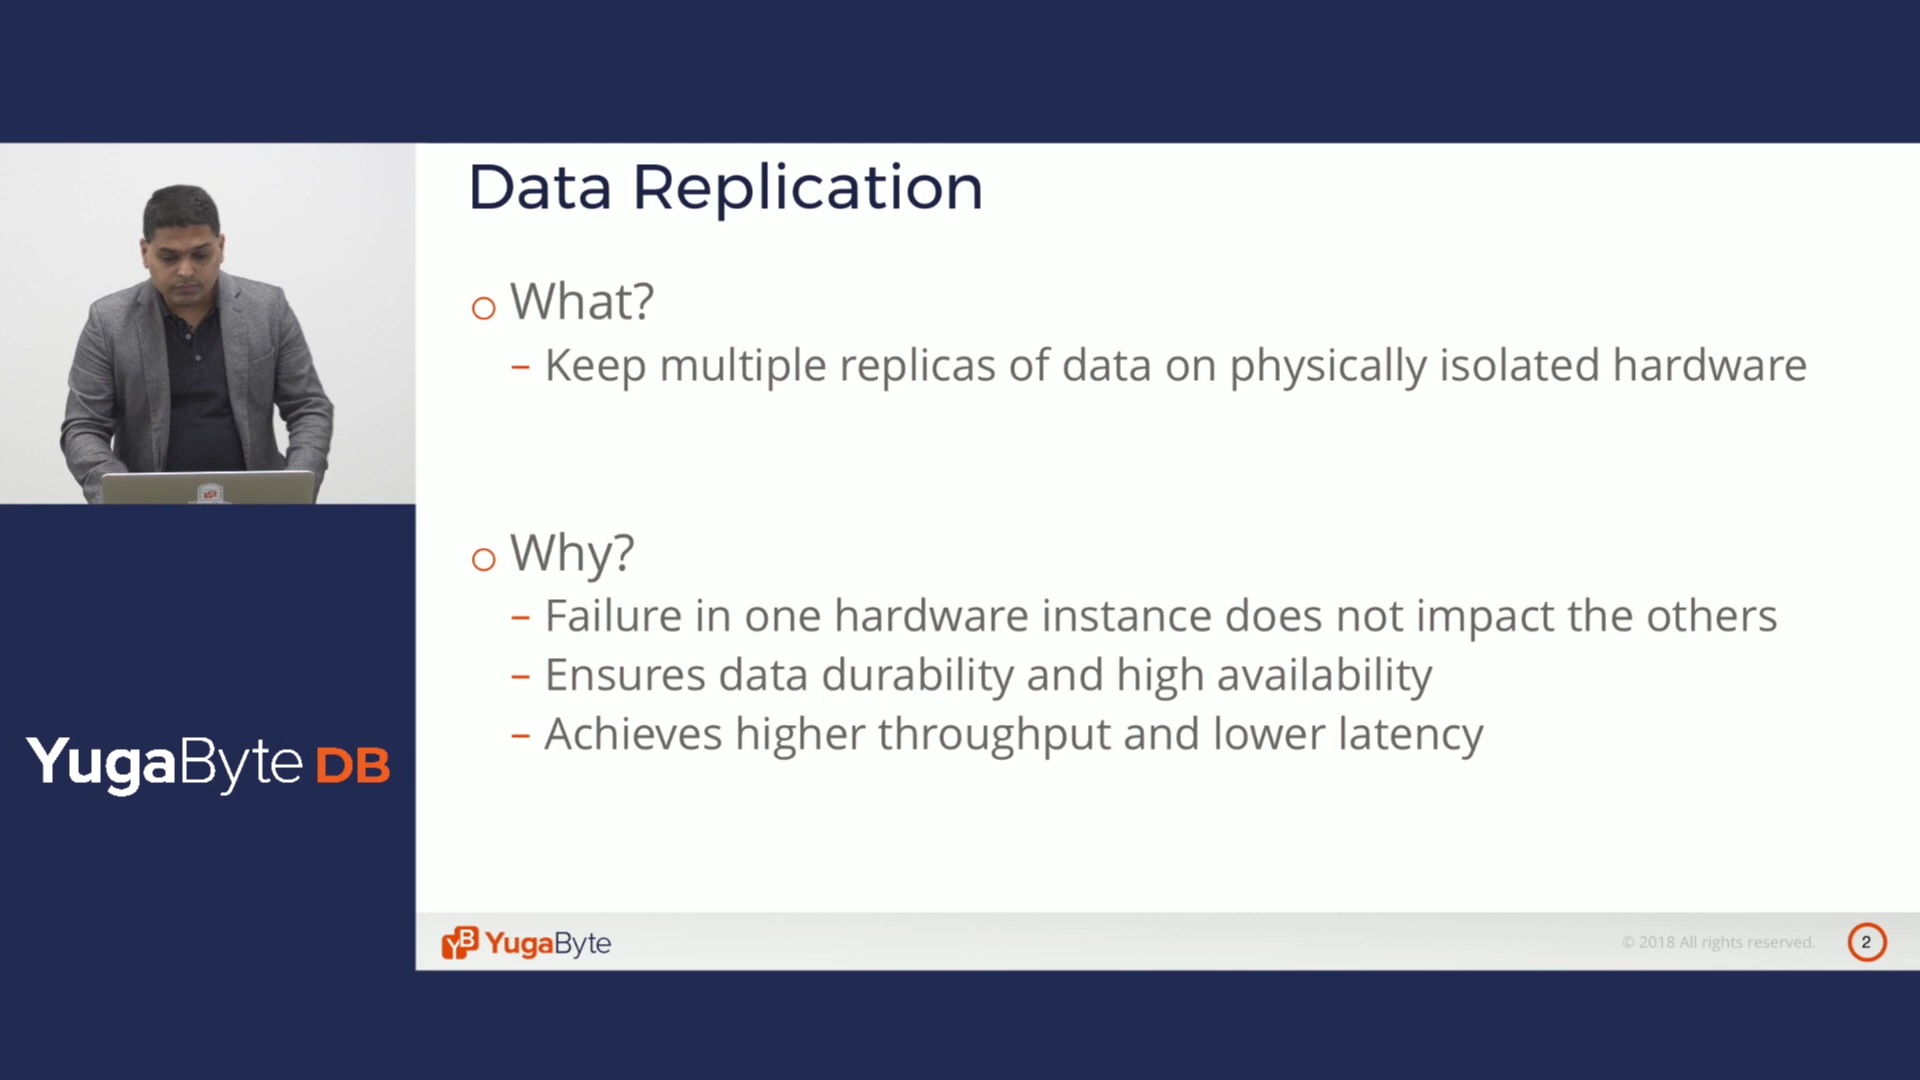 Data Replication
What?
– Keep multiple replicas of data on physically isolated hardware
Why?
– Failure in one hardware instance does not impact the others
– Ensures data durability and high availability
– Achieves higher throughput and lower latency
YugaByte DB
YB YugaByte
© 2018 All rights reserved.
2